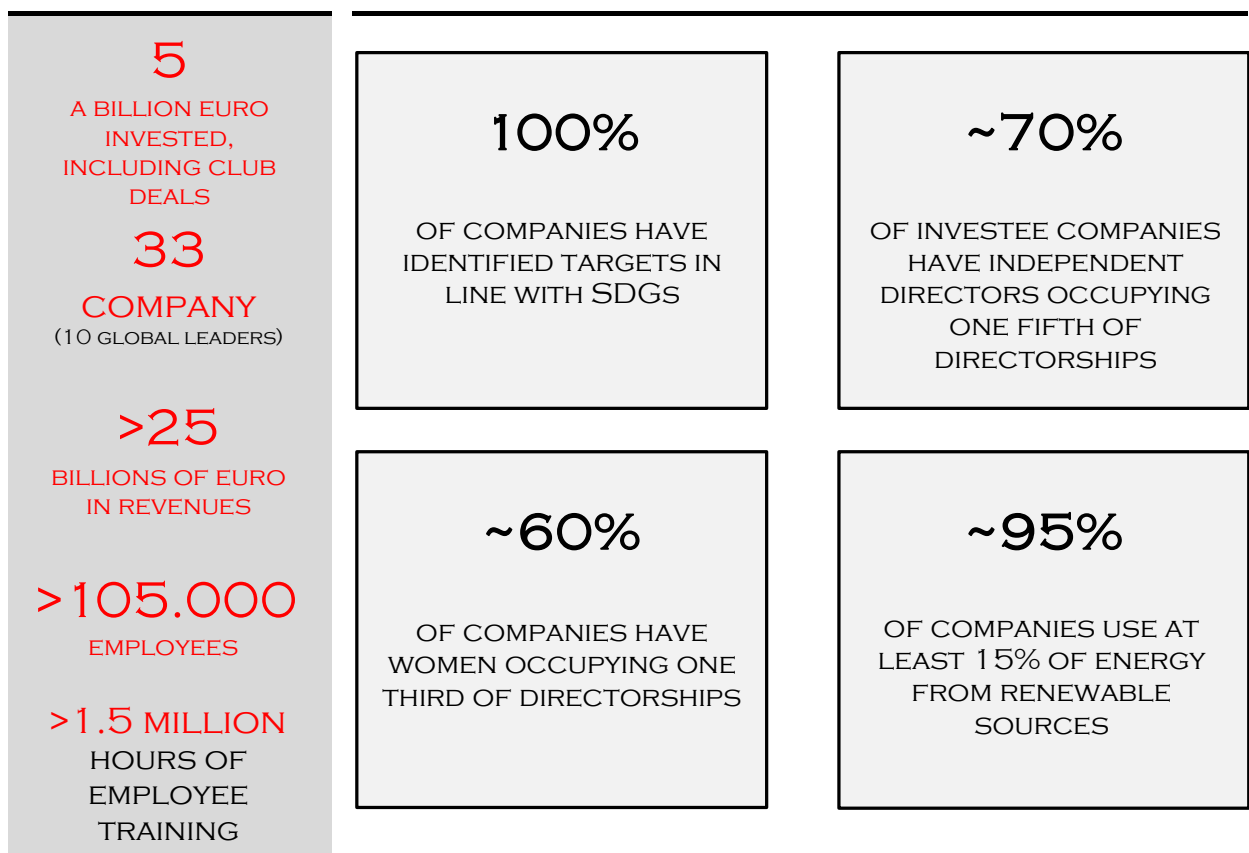 5
A BILLION EURO
INVESTED,
INCLUDING CLUB
DEALS
33
COMPANY
(10 GLOBAL LEADERS)
>25
BILLIONS OF EURO
IN REVENUES
>105.000
EMPLOYEES
>1.5 MILLION
HOURS OF
EMPLOYEE
TRAINING
100%
OF COMPANIES HAVE
IDENTIFIED TARGETS IN
LINE WITH SDGS
~70%
OF INVESTEE COMPANIES
HAVE INDEPENDENT
DIRECTORS OCCUPYING
ONE FIFTH OF
DIRECTORSHIPS
~60%
OF COMPANIES HAVE
WOMEN OCCUPYING ONE
THIRD OF DIRECTORSHIPS
~95%
OF COMPANIES USE AT
LEAST 15% OF ENERGY
FROM RENEWABLE
SOURCES